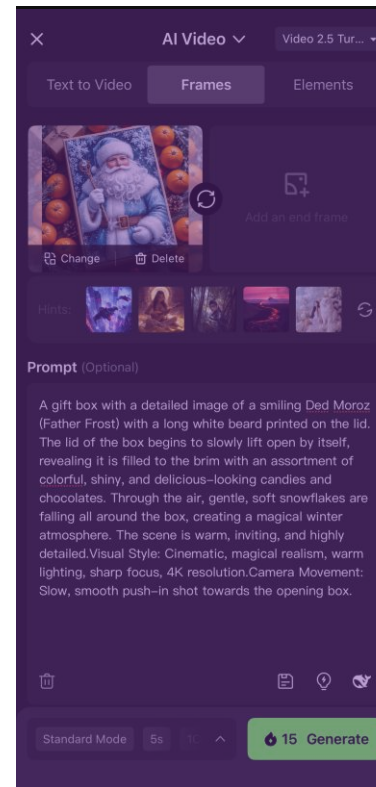 AI Video
Video 2.5 Tur...
Text to Video
Frames
Elements
Add an end frame
Change
Delete
Hints:
Prompt (Optional)
A gift box with a detailed image of a smiling Ded Moroz
(Father Frost) with a long white beard printed on the lid.
The lid of the box begins to slowly lift open by itself,
revealing it is filled to the brim with an assortment of
colorful, shiny, and delicious-looking candies and
chocolates. Through the air, gentle, soft snowflakes are
falling all around the box, creating a magical winter
atmosphere. The scene is warm, inviting, and highly
detailed.Visual Style: Cinematic, magical realism, warm
lighting, sharp focus, 4K resolution.Camera Movement:
Slow, smooth push-in shot towards the opening box.
Standard Mode
5s
15 Generate